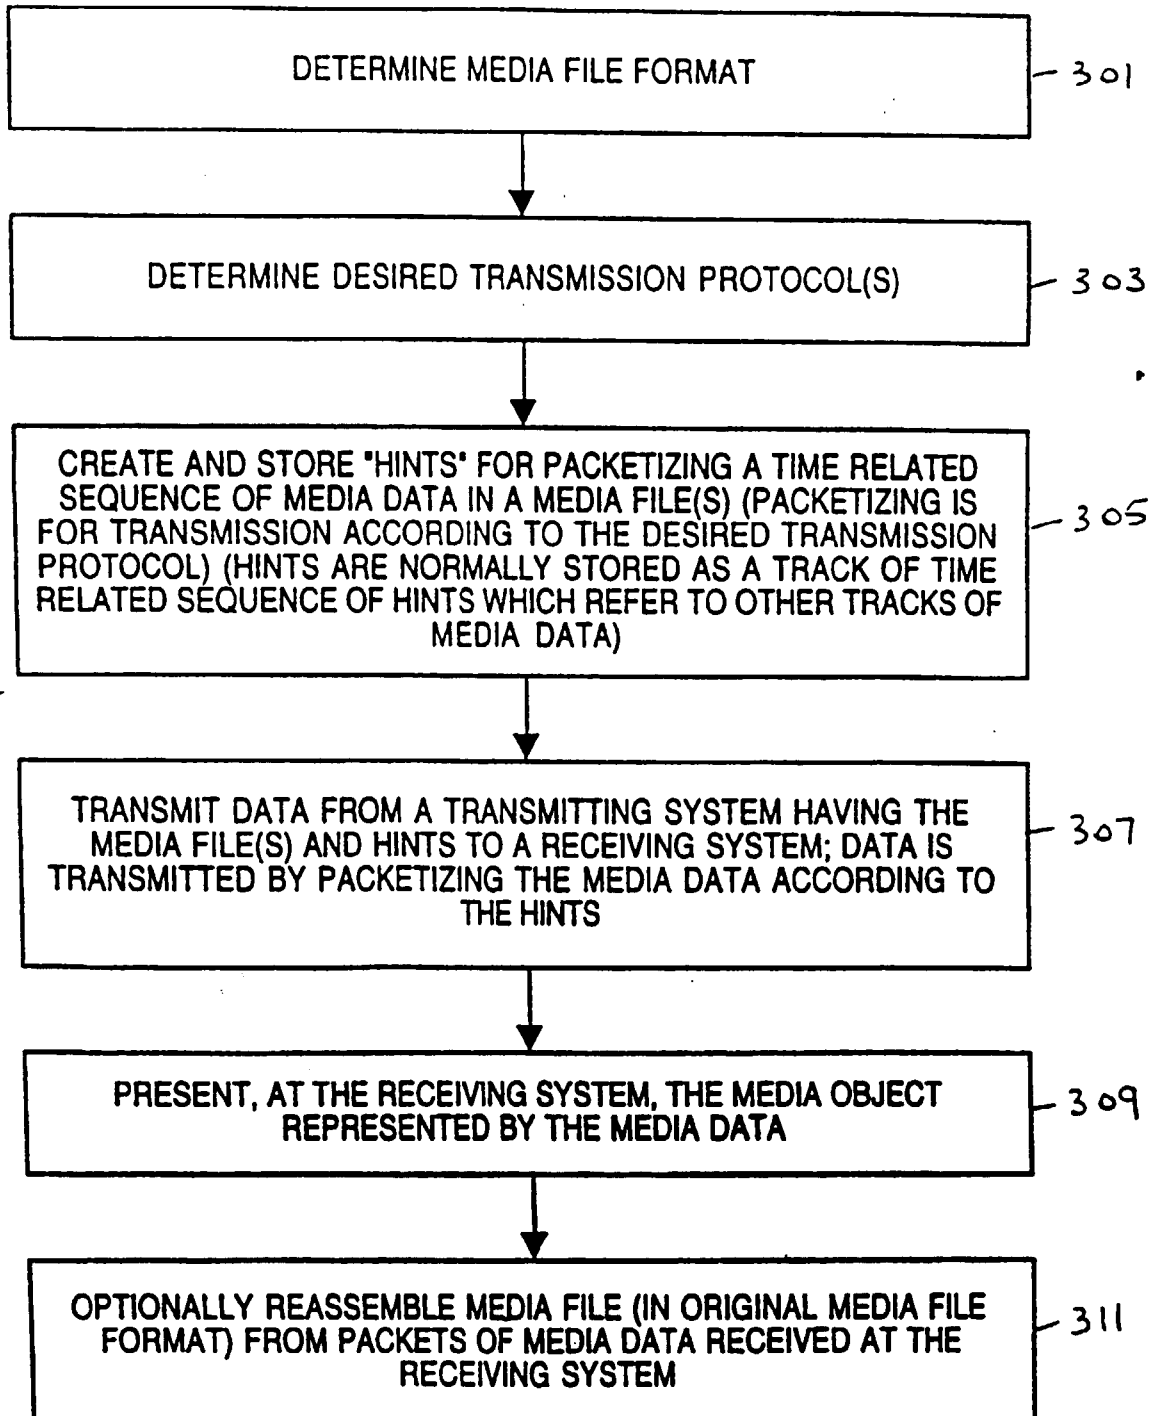 DETERMINE MEDIA FILE FORMAT
301
DETERMINE DESIRED TRANSMISSION PROTOCOL(S)
303
CREATE AND STORE "HINTS" FOR PACKETIZING A TIME RELATED
SEQUENCE OF MEDIA DATA IN A MEDIA FILE(S) (PACKETIZING IS
FOR TRANSMISSION ACCORDING TO THE DESIRED TRANSMISSION
PROTOCOL) (HINTS ARE NORMALLY STORED AS A TRACK OF TIME
RELATED SEQUENCE OF HINTS WHICH REFER TO OTHER TRACKS OF
MEDIA DATA)
305
TRANSMIT DATA FROM A TRANSMITTING SYSTEM HAVING THE
MEDIA FILE(S) AND HINTS TO A RECEIVING SYSTEM; DATA IS
TRANSMITTED BY PACKETIZING THE MEDIA DATA ACCORDING TO
THE HINTS
307
PRESENT, AT THE RECEIVING SYSTEM, THE MEDIA OBJECT
REPRESENTED BY THE MEDIA DATA
309
OPTIONALLY REASSEMBLE MEDIA FILE (IN ORIGINAL MEDIA FILE
FORMAT) FROM PACKETS OF MEDIA DATA RECEIVED AT THE
RECEIVING SYSTEM
311